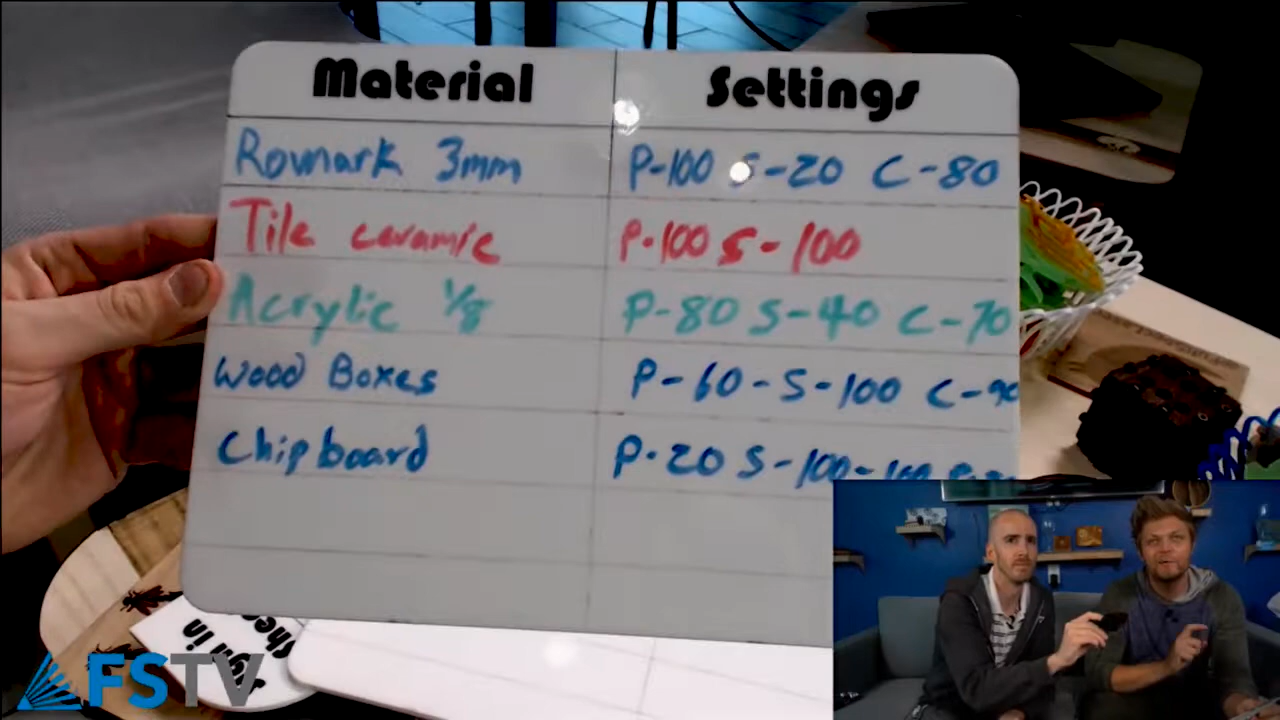 Material Settings
Rowmark 3mm P-100 S-20 C-80
Tile ceramic P-100 S-100
Acrylic 1/8 P-80 S-40 C-70
Wood Boxes P-60-S-100 C-90
Chipboard P-20 S-100-100
FSTV